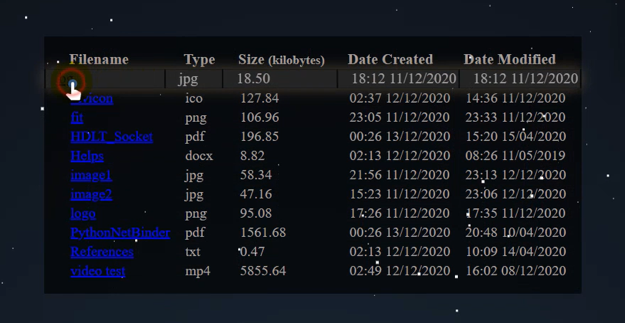 Filename Type Size (kilobytes) Date Created Date Modified
jpg 18.50 18:12 11/12/2020 18:12 11/12/2020
ico 127.84 02:37 12/12/2020 14:36 11/12/2020
fit png 106.96 23:05 11/12/2020 23:33 11/12/2020
HDLT_Socket pdf 196.85 00:26 13/12/2020 15:20 15/04/2020
Helps docx 8.82 02:13 12/12/2020 08:26 11/05/2019
image1 jpg 58.34 21:56 11/12/2020 23:13 12/12/2020
image2 jpg 47.16 15:23 11/12/2020 23:06 12/12/2020
logo png 95.08 17:26 11/12/2020 17:35 11/12/2020
PythonNetBinder pdf 1561.68 00:26 13/12/2020 20:48 10/04/2020
References txt 0.47 02:13 12/12/2020 10:09 14/04/2020
video test mp4 5855.64 02:49 12/12/2020 16:02 08/12/2020